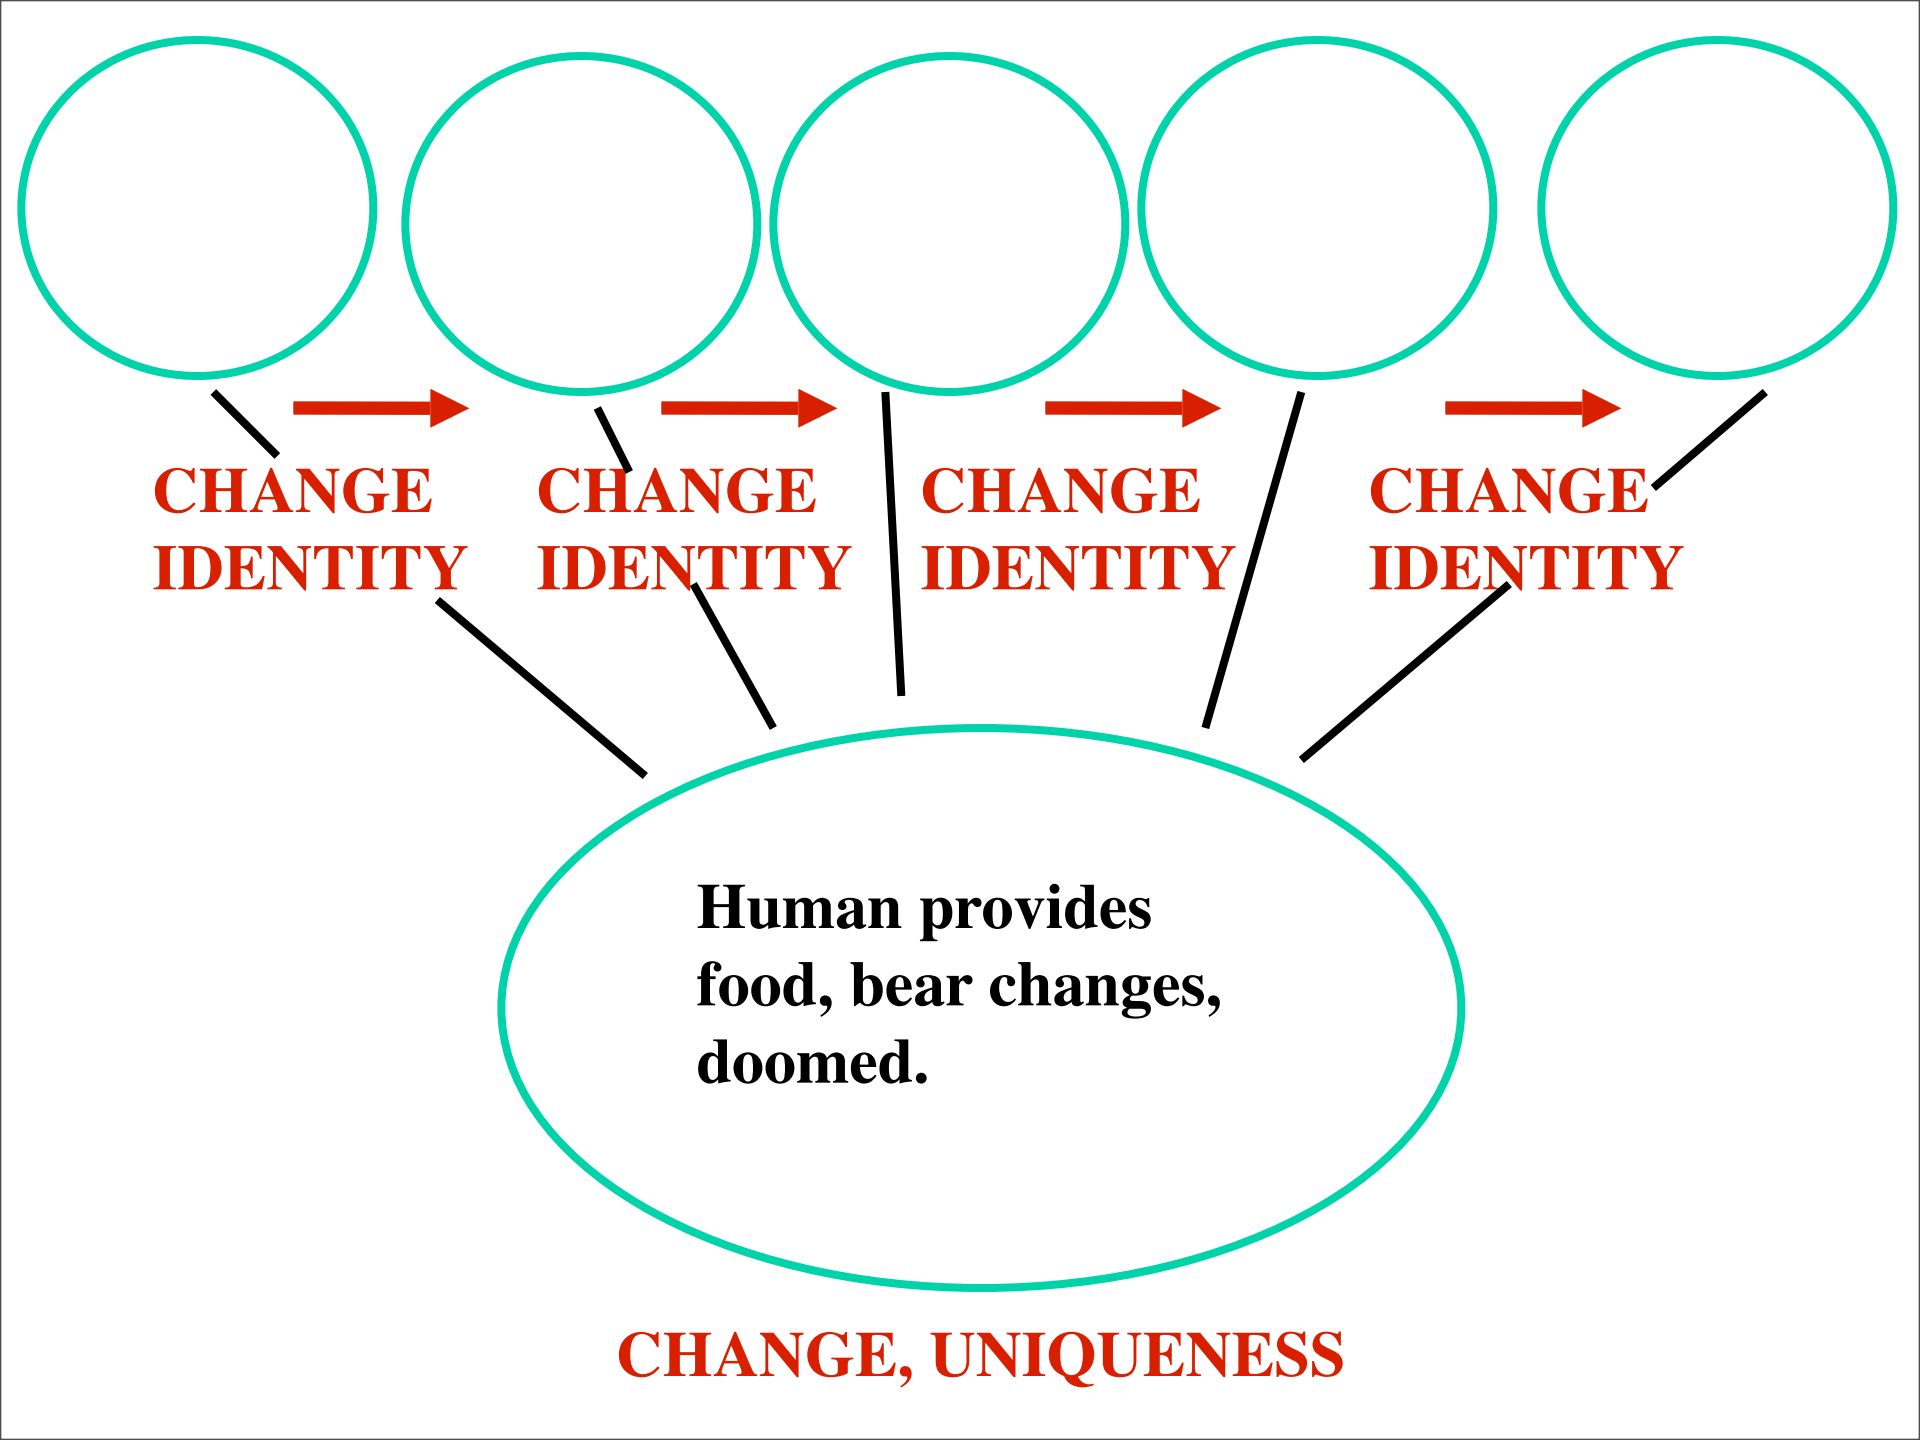 CHANGE
IDENTITY
CHANGE
IDENTITY
CHANGE
IDENTITY
CHANGE
IDENTITY
Human provides
food, bear changes,
doomed.
CHANGE, UNIQUENESS